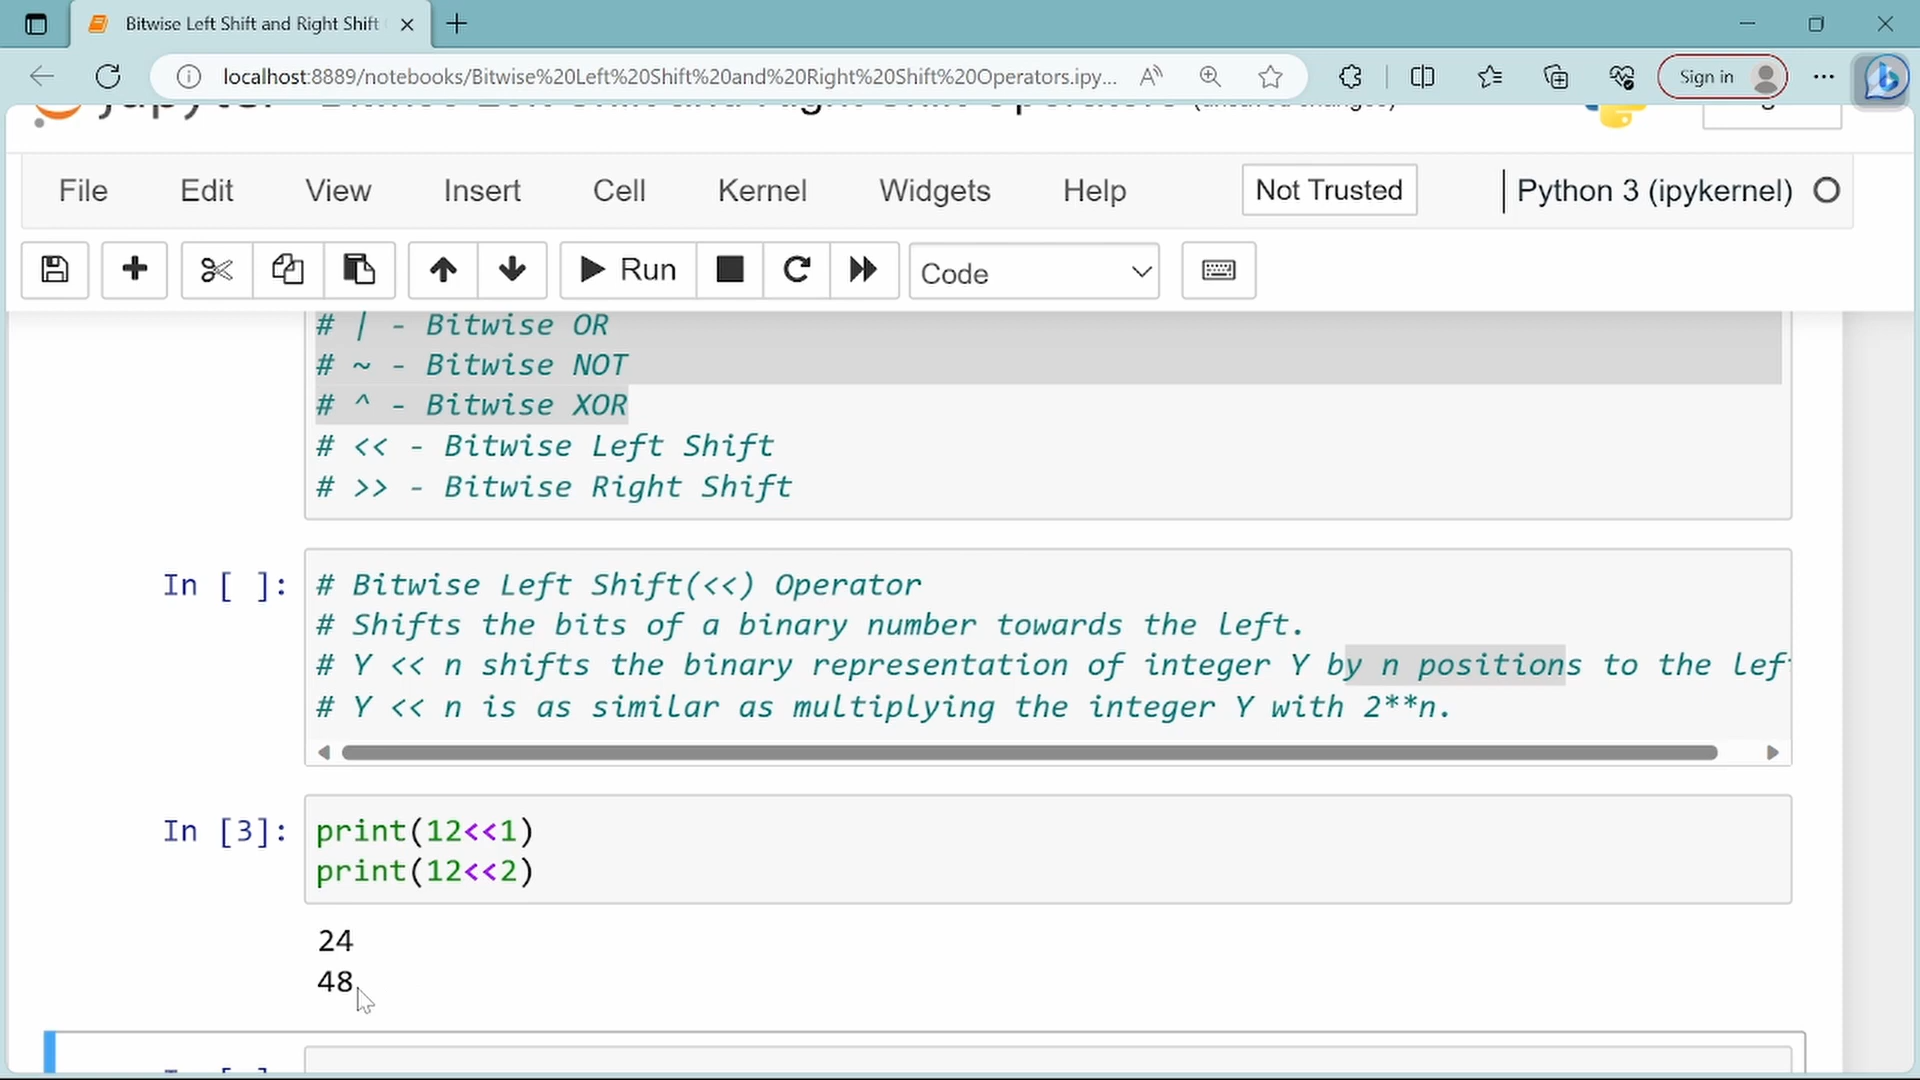 Bitwise Left Shift and Right Shift
localhost:8889/notebooks/Bitwise%20Left%20Shift%20and%20Right%20Shift%20Operators.ipy...
Sign in
File Edit View Insert Cell Kernel Widgets Help Not Trusted Python 3 (ipykernel)
Run Code
# | - Bitwise OR
# ~ - Bitwise NOT
# ^ - Bitwise XOR
# << - Bitwise Left Shift
# >> - Bitwise Right Shift
In [ ]:
# Bitwise Left Shift(<<) Operator
# Shifts the bits of a binary number towards the left.
# Y << n shifts the binary representation of integer Y by n positions to the lef
# Y << n is as similar as multiplying the integer Y with 2**n.
In [3]:
print(12<<1)
print(12<<2)
24
48